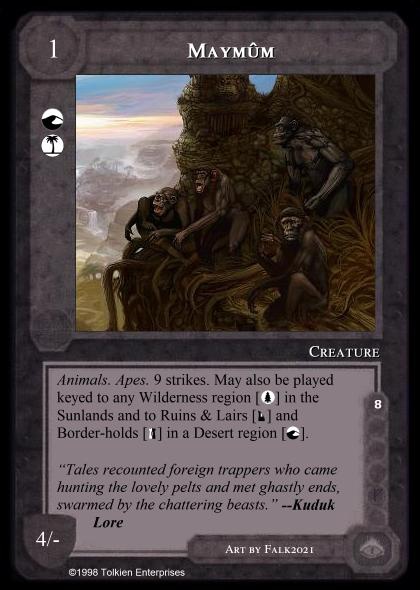 1
MAYMÛM
CREATURE
Animals. Apes. 9 strikes. May also be played
keyed to any Wilderness region [ ] in the
Sunlands and to Ruins & Lairs [ ] and
Border-holds [ ] in a Desert region [ ].
8
“Tales recounted foreign trappers who came
hunting the lovely pelts and met ghastly ends,
swarmed by the chattering beasts.” --Kuduk
Lore
4/-
ART BY FALK2021
©1998 Tolkien Enterprises